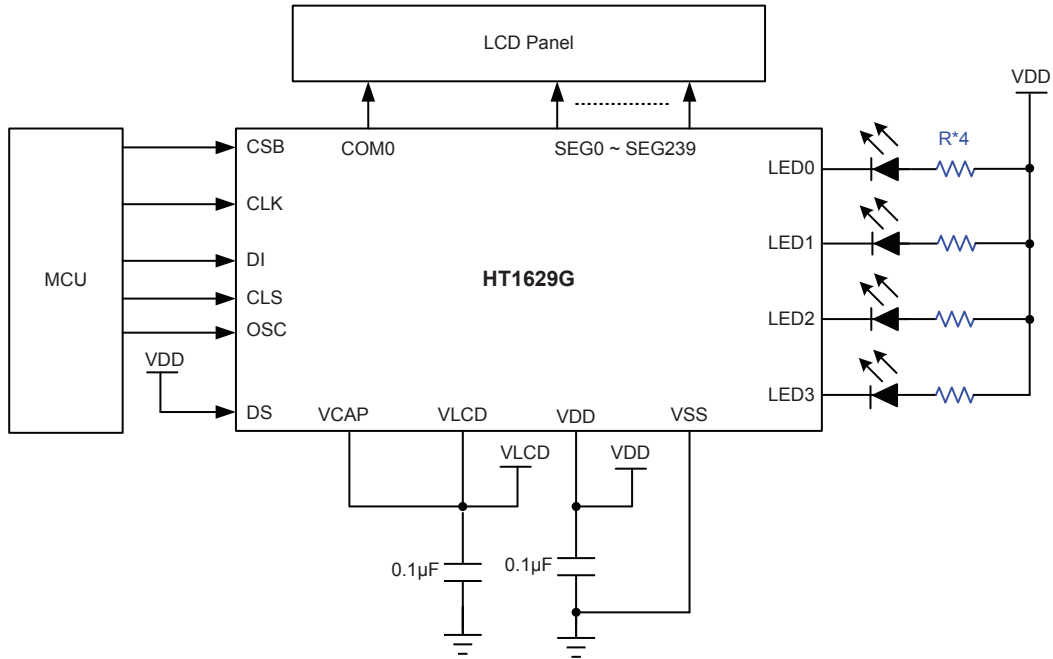 LCD Panel
VDD
CSB
COM0
SEG0 ~ SEG239
R*4
LED0
CLK
LED1
DI
MCU
HT1629G
CLS
LED2
OSC
VDD
LED3
DS
VCAP
VLCD
VDD
VSS
VLCD
VDD
0.1µF
0.1µF